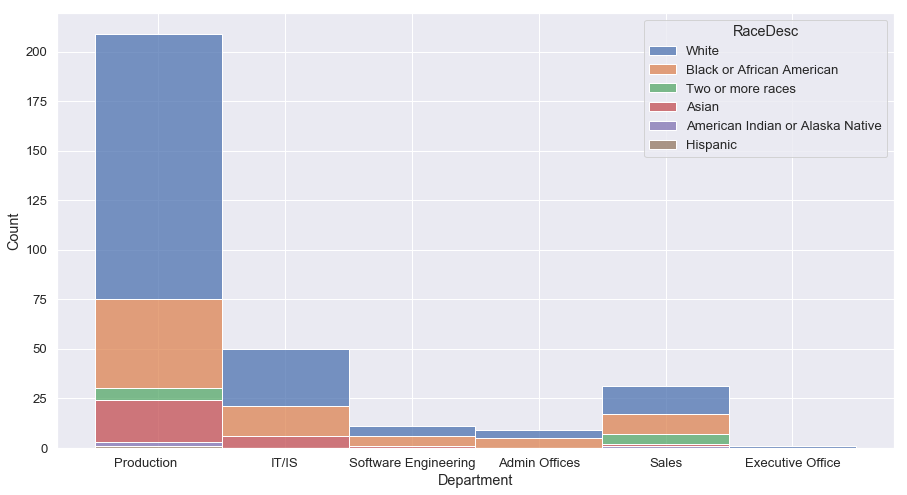 RaceDesc
White
Black or African American
Two or more races
Asian
American Indian or Alaska Native
Hispanic
200
175
150
125
100
75
50
25
0
Count
Production IT/IS Software Engineering Admin Offices Sales Executive Office
Department